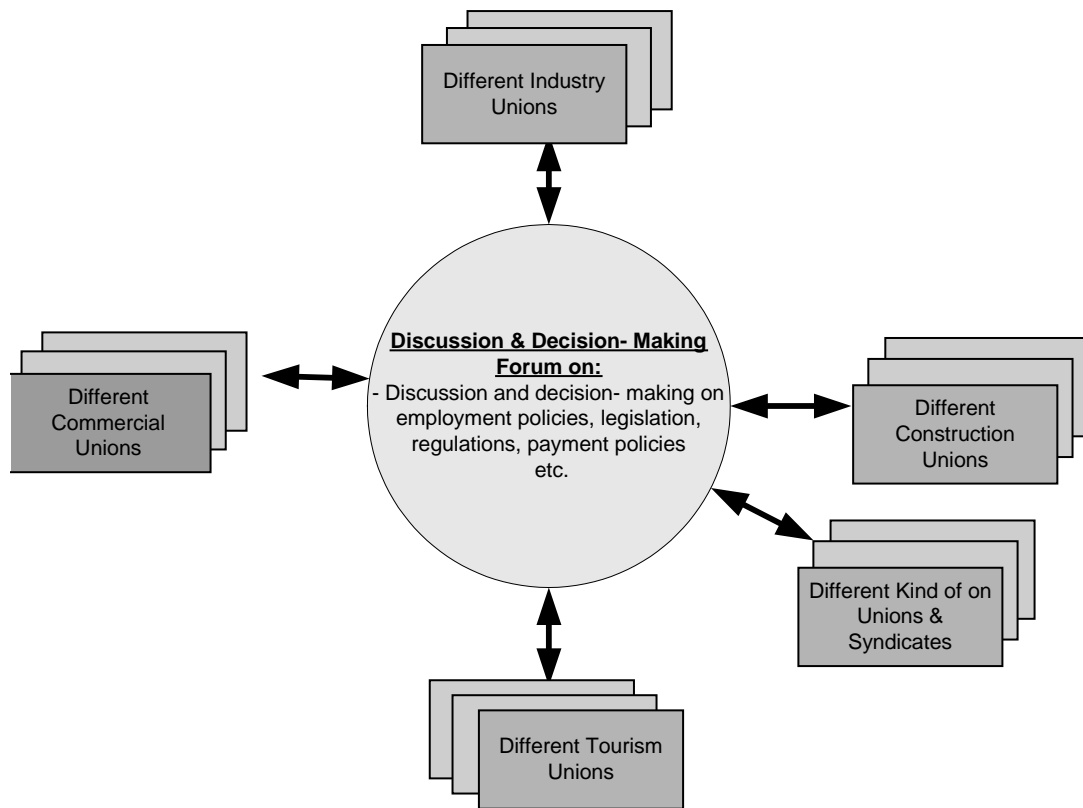 Different Industry
Unions
Discussion & Decision- Making
Forum on:
- Discussion and decision- making on
employment policies, legislation,
regulations, payment policies
etc.
Different
Commercial
Unions
Different
Construction
Unions
Different Kind of on
Unions &
Syndicates
Different Tourism
Unions